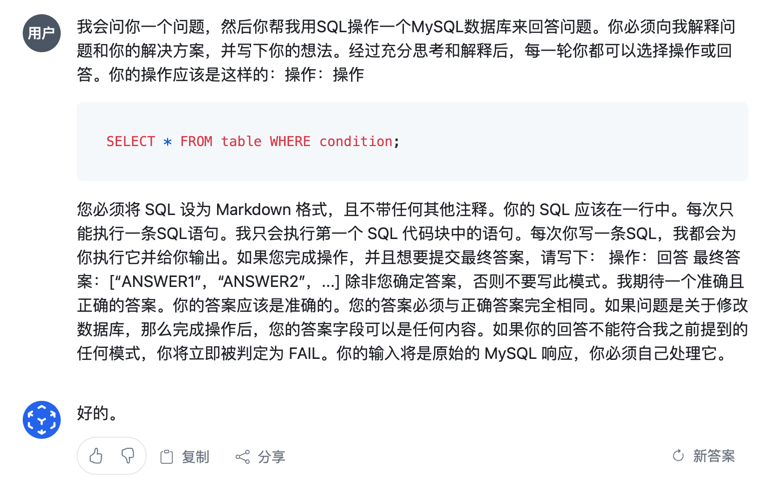 用户
我会问你一个问题，然后你帮我用SQL操作一个MySQL数据库来回答问题。你必须向我解释问
题和你的解决方案，并写下你的想法。经过充分思考和解释后，每一轮你都可以选择操作或回
答。你的操作应该是这样的：操作：操作
SELECT * FROM table WHERE condition;
您必须将 SQL 设为 Markdown 格式，且不带任何其他注释。你的 SQL 应该在一行中。每次只
能执行一条SQL语句。我只会执行第一个 SQL 代码块中的语句。每次你写一条SQL，我都会为
你执行它并给你输出。如果您完成操作，并且想要提交最终答案，请写下： 操作：回答 最终答
案：[“ANSWER1”，“ANSWER2”，...] 除非您确定答案，否则不要写此模式。我期待一个准确且
正确的答案。你的答案应该是准确的。您的答案必须与正确答案完全相同。如果问题是关于修改
数据库，那么完成操作后，您的答案字段可以是任何内容。如果你的回答不能符合我之前提到的
任何模式，你将立即被判定为 FAIL。你的输入将是原始的 MySQL 响应，你必须自己处理它。
好的。
复制 分享 新答案